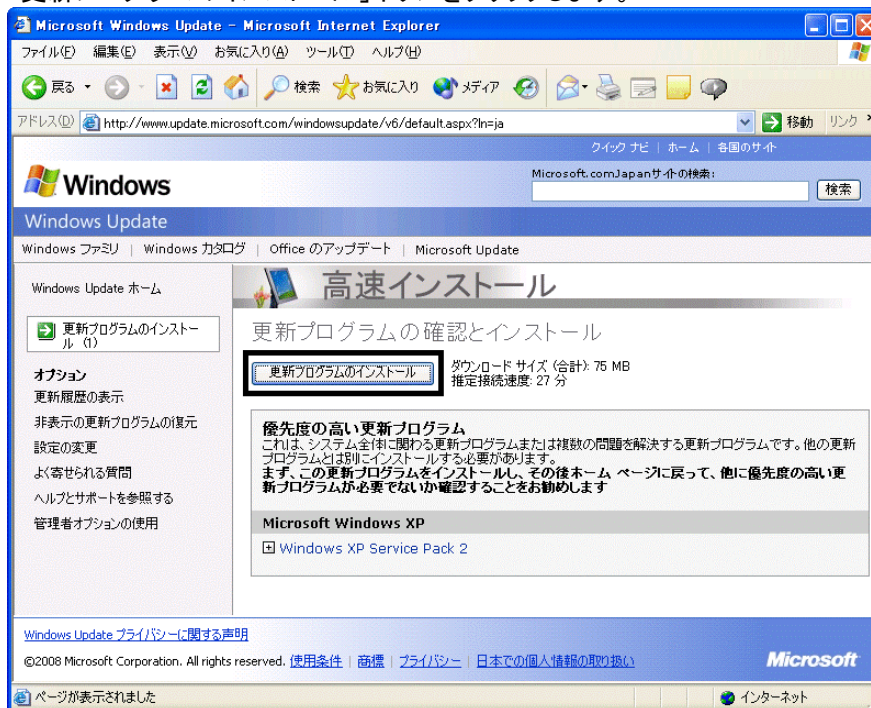 Microsoft Windows Update - Microsoft Internet Explorer
ファイル(F) 編集(E) 表示(V) お気に入り(A) ツール(T) ヘルプ(H)
戻る 検索 お気に入り メディア
アドレス(D) http://www.update.microsoft.com/windowsupdate/v6/default.aspx?ln=ja 移動 リンク
クイック ナビ | ホーム | 各国のサイト
Windows
Microsoft.comJapanサイトの検索:
検索
Windows Update
Windows ファミリ | Windows カタログ | Office のアップデート | Microsoft Update
Windows Update ホーム
更新プログラムのインストー
ル (1)
オプション
更新履歴の表示
非表示の更新プログラムの復元
設定の変更
よく寄せられる質問
ヘルプとサポートを参照する
管理者オプションの使用
高速インストール
更新プログラムの確認とインストール
更新プログラムのインストール
ダウンロード サイズ (合計): 75 MB
推定接続速度: 27 分
優先度の高い更新プログラム
これは、システム全体に関わる更新プログラムまたは複数の問題を解決する更新プログラムです。他の更新
プログラムとは別にインストールする必要があります。
まず、この更新プログラムをインストールし、その後ホーム ページに戻って、他に優先度の高い更
新プログラムが必要でないか確認することをお勧めします
Microsoft Windows XP
Windows XP Service Pack 2
Windows Update プライバシーに関する声明
©2008 Microsoft Corporation. All rights reserved. 使用条件 | 商標 | プライバシー | 日本での個人情報の取り扱い
Microsoft
ページが表示されました インターネット